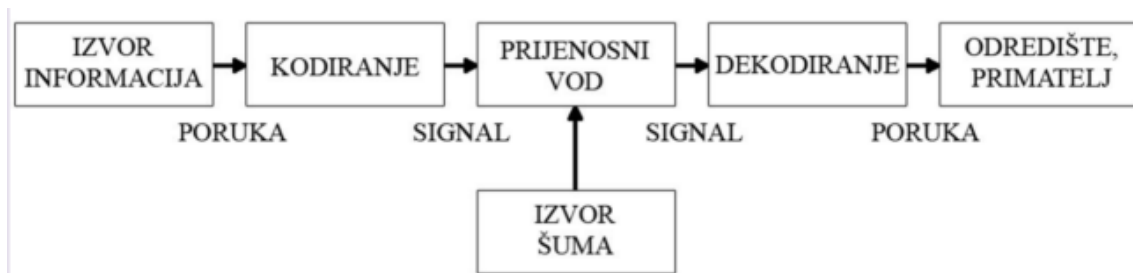 IZVOR
INFORMACIJA
KODIRANJE
PRIJENOSNI
VOD
DEKODIRANJE
ODREDIŠTE,
PRIMATELJ
PORUKA
SIGNAL
SIGNAL
PORUKA
IZVOR
ŠUMA